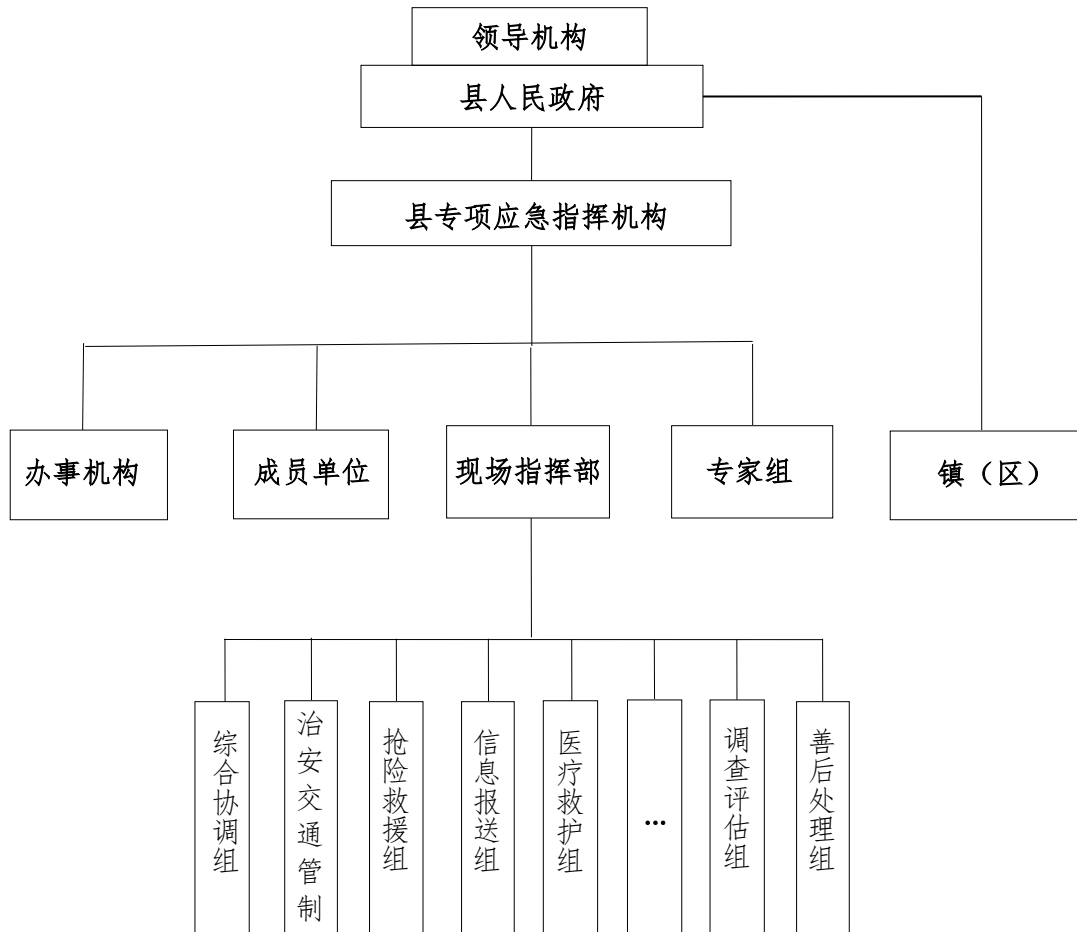 领导机构
县人民政府
县专项应急指挥机构
办事机构
成员单位
现场指挥部
专家组
镇（区）
综合协调组
治安交通管制
抢险救援组
信息报送组
医疗救护组
...
调查评估组
善后处理组